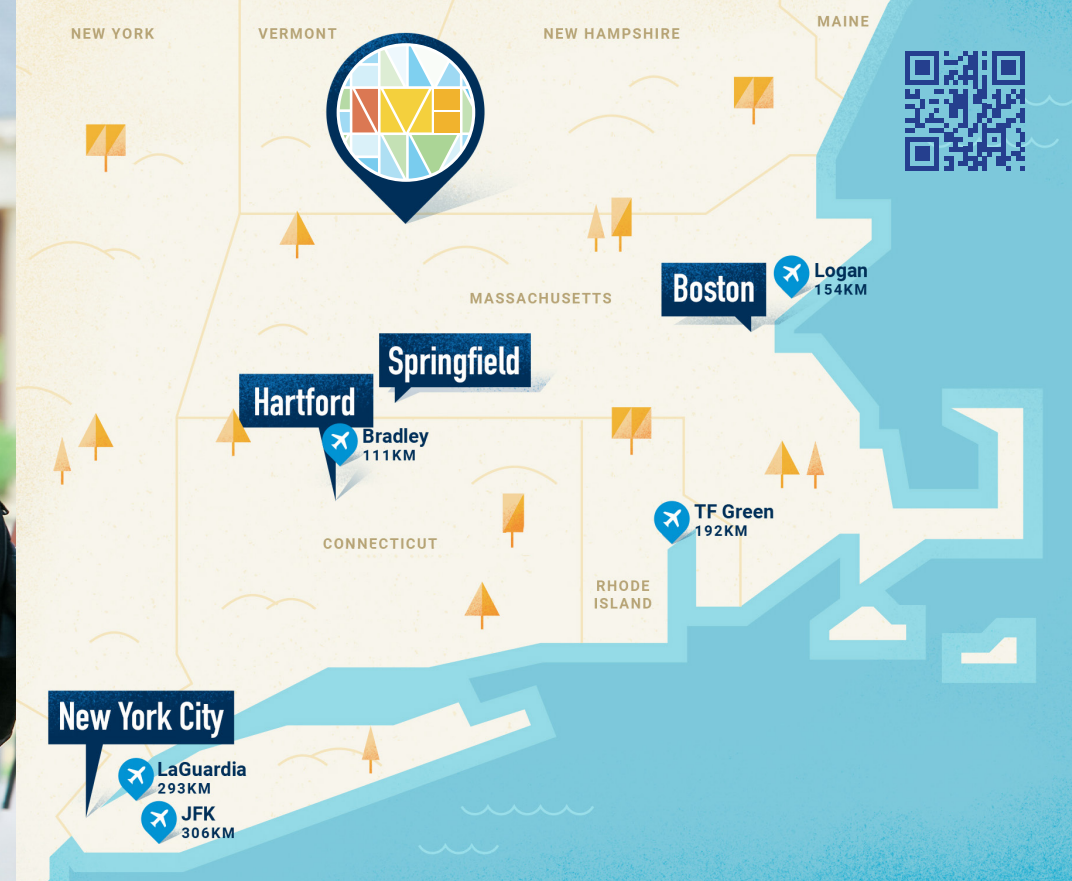 NEW YORK
VERMONT
NEW HAMPSHIRE
MAINE
MASSACHUSETTS
Boston
Logan
154KM
Springfield
Hartford
Bradley
111KM
TF Green
192KM
CONNECTICUT
RHODE
ISLAND
New York City
LaGuardia
293KM
JFK
306KM